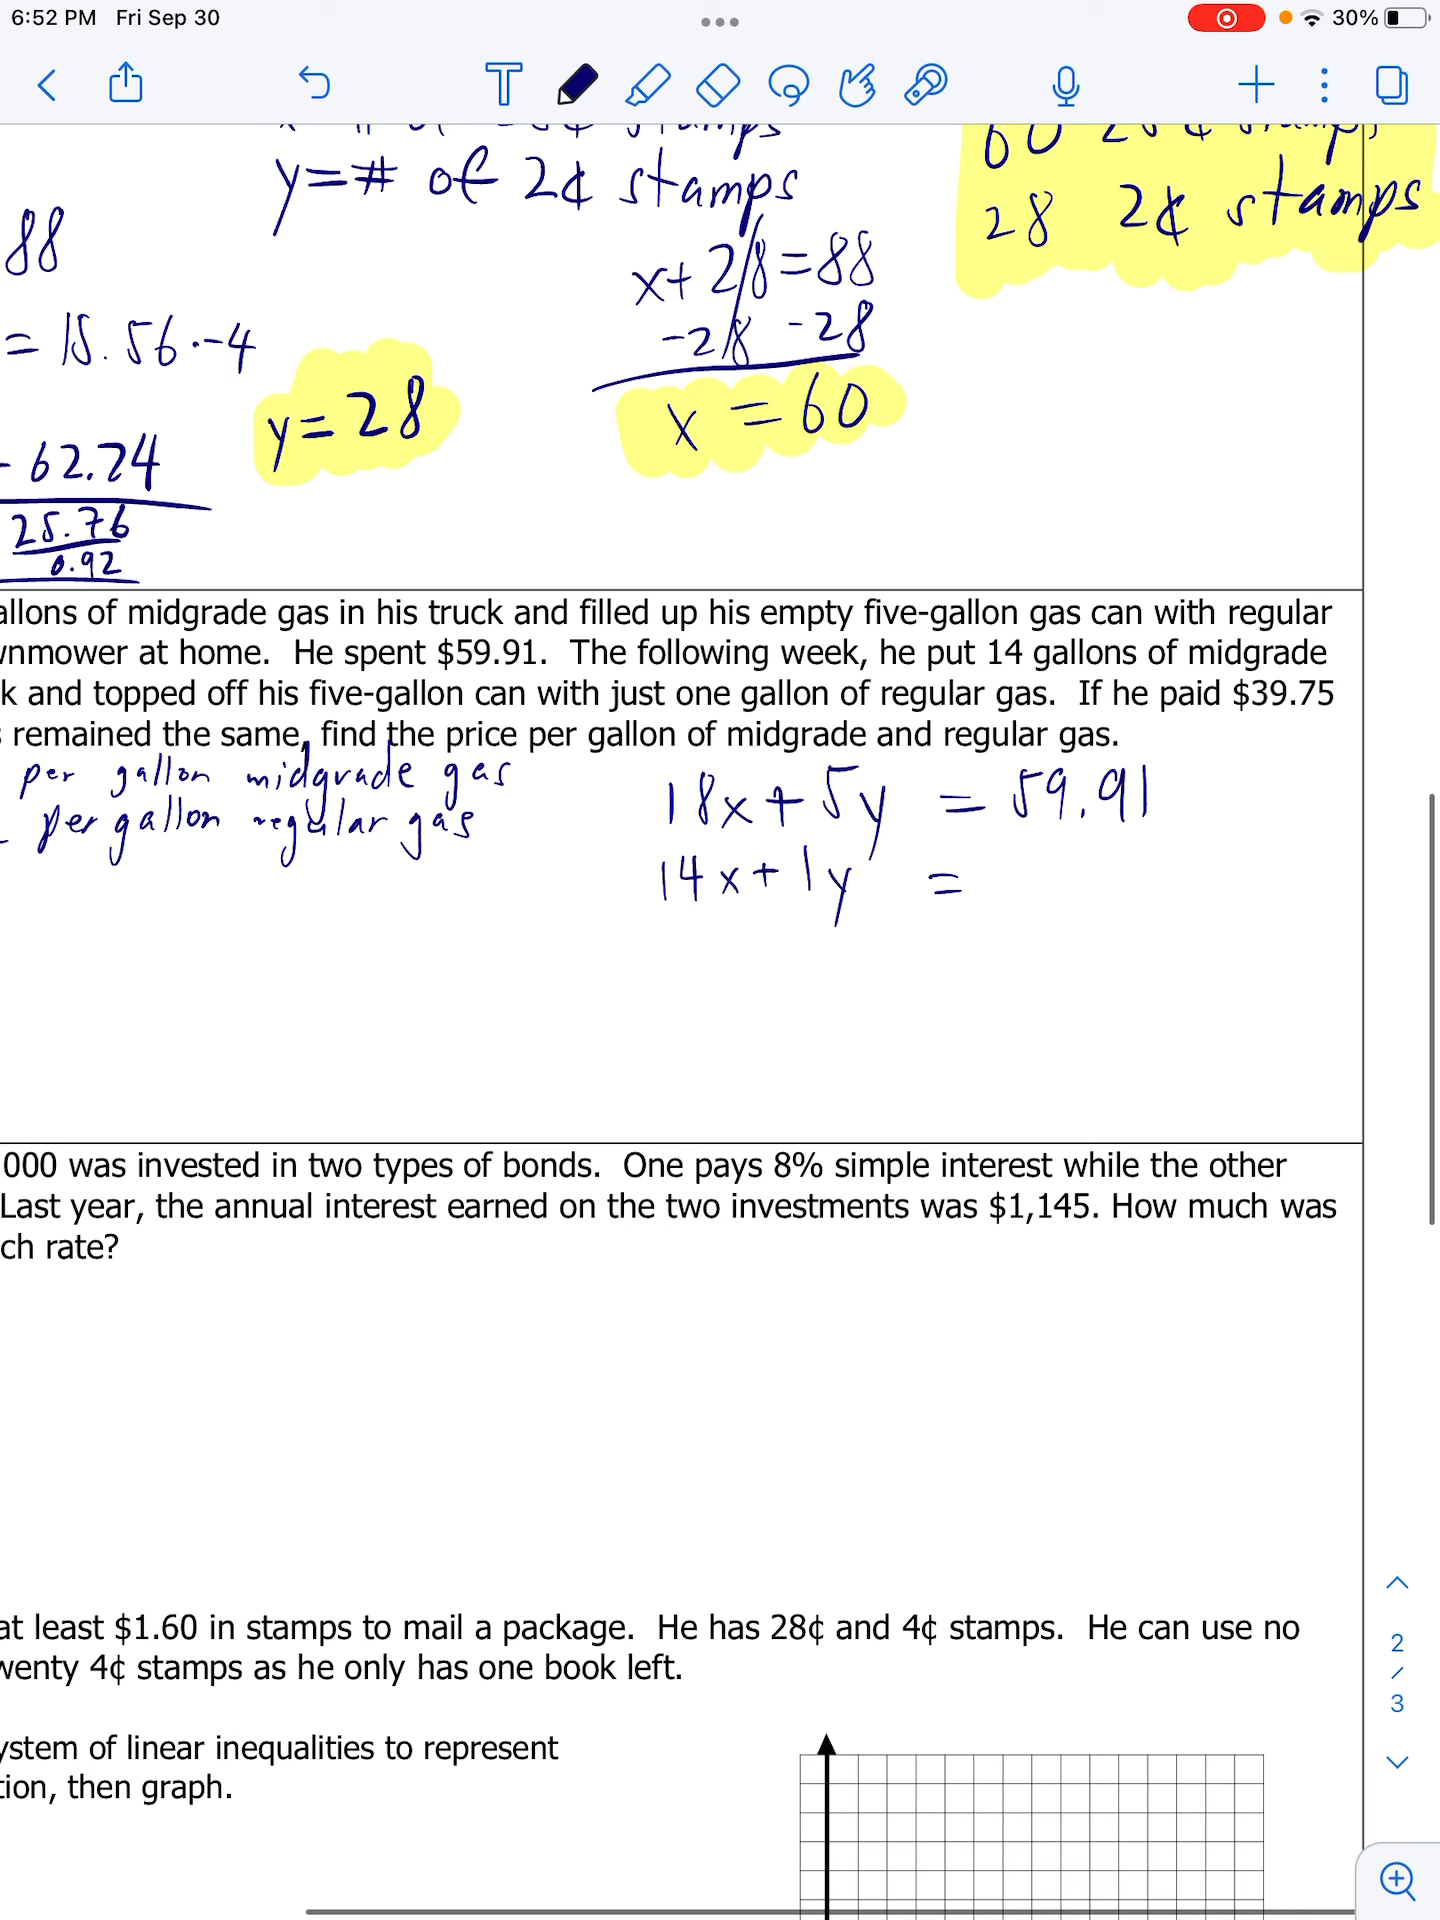 6:52 PM Fri Sep 30
30%
T
y=# of 2¢ stamps
60
28 2¢ stamps
88
x+28=88
-28 -28
= 15.56·-4
y=28
x=60
-62.74
25.76
0.92
allons of midgrade gas in his truck and filled up his empty five-gallon gas can with regular
wnmower at home. He spent $59.91. The following week, he put 14 gallons of midgrade
k and topped off his five-gallon can with just one gallon of regular gas. If he paid $39.75
s remained the same, find the price per gallon of midgrade and regular gas.
per gallon midgrade gas
per gallon regular gas
18x+5y = 59.91
14x+1y =
000 was invested in two types of bonds. One pays 8% simple interest while the other
Last year, the annual interest earned on the two investments was $1,145. How much was
ch rate?
at least $1.60 in stamps to mail a package. He has 28¢ and 4¢ stamps. He can use no
wenty 4¢ stamps as he only has one book left.
ystem of linear inequalities to represent
tion, then graph.
2
/
3